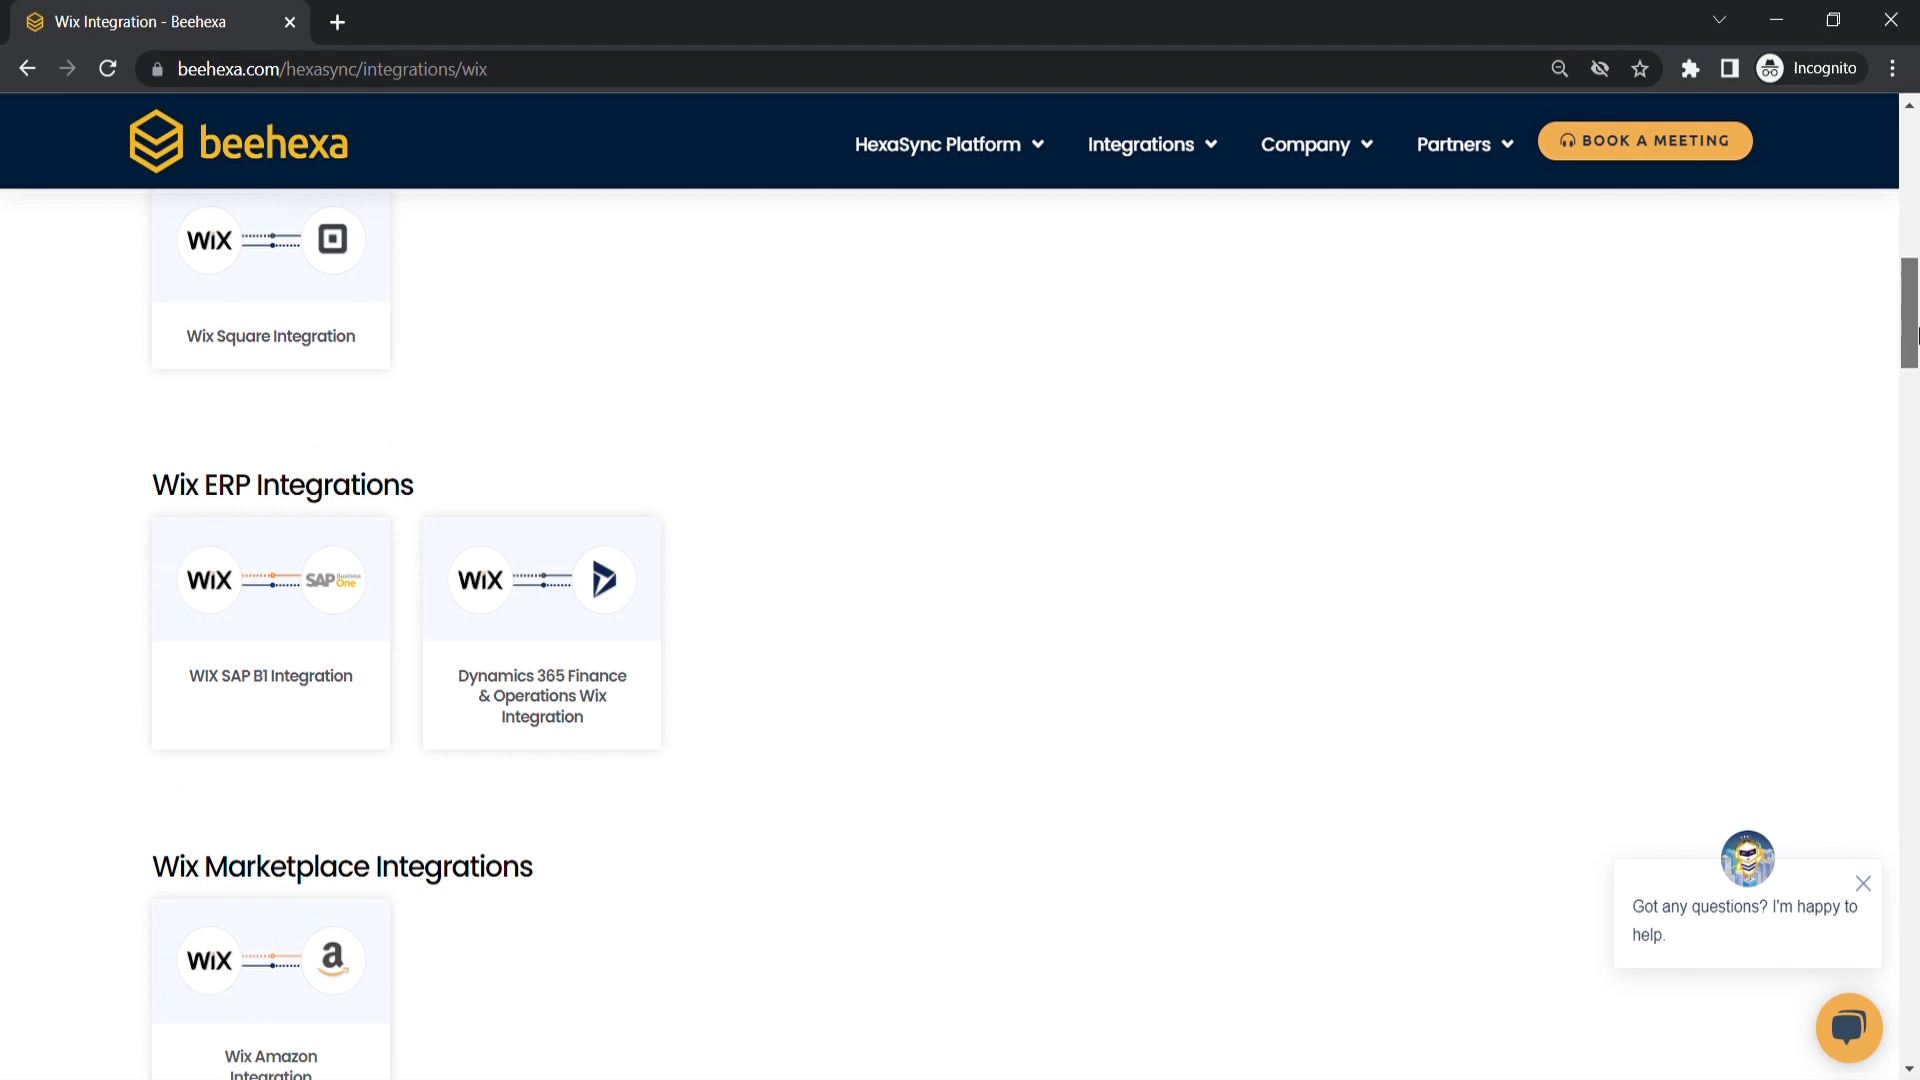 Wix Integration - Beehexa
beehexa.com/hexasync/integrations/wix
Incognito
beehexa
HexaSync Platform
Integrations
Company
Partners
BOOK A MEETING
WiX
Wix Square Integration
Wix ERP Integrations
WiX
SAP Business One
WiX
WIX SAP B1 Integration
Dynamics 365 Finance
& Operations Wix
Integration
Wix Marketplace Integrations
WiX
a
Wix Amazon
Integration
Got any questions? I'm happy to
help.